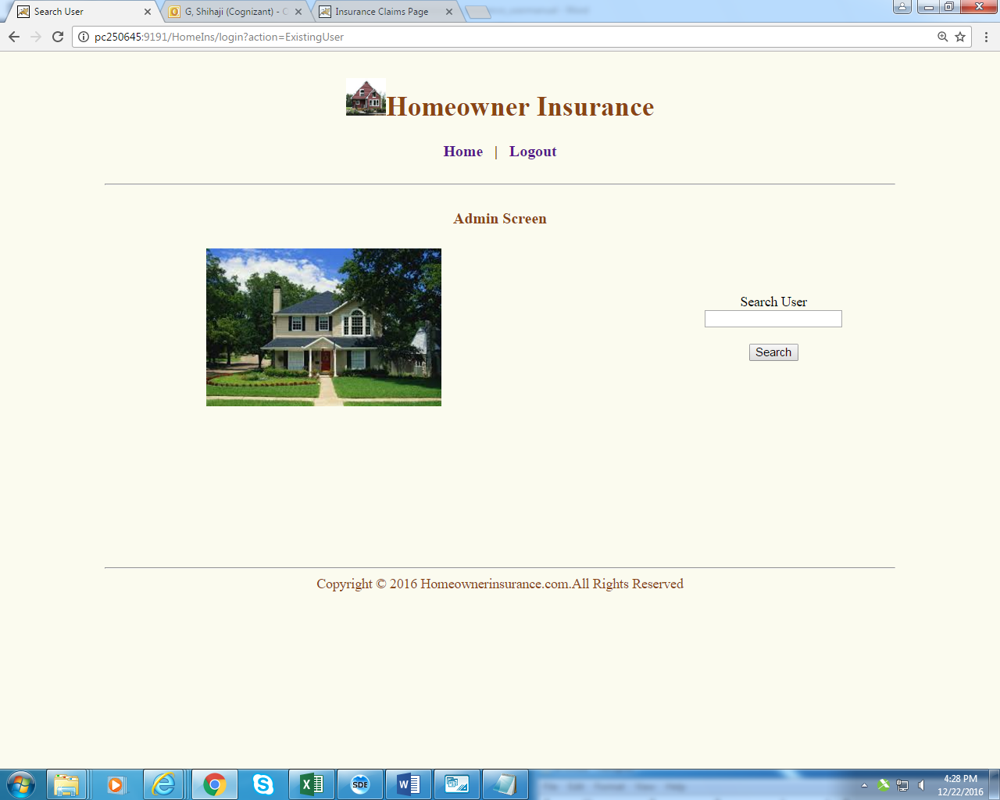 Search User
G, Shihaji (Cognizant) - O
Insurance Claims Page
pc250645:9191/HomeIns/login?action=ExistingUser
Homeowner Insurance
Home | Logout
Admin Screen
Search User
Search
Copyright © 2016 Homeownerinsurance.com.All Rights Reserved
SDE
4:28 PM
12/22/2016